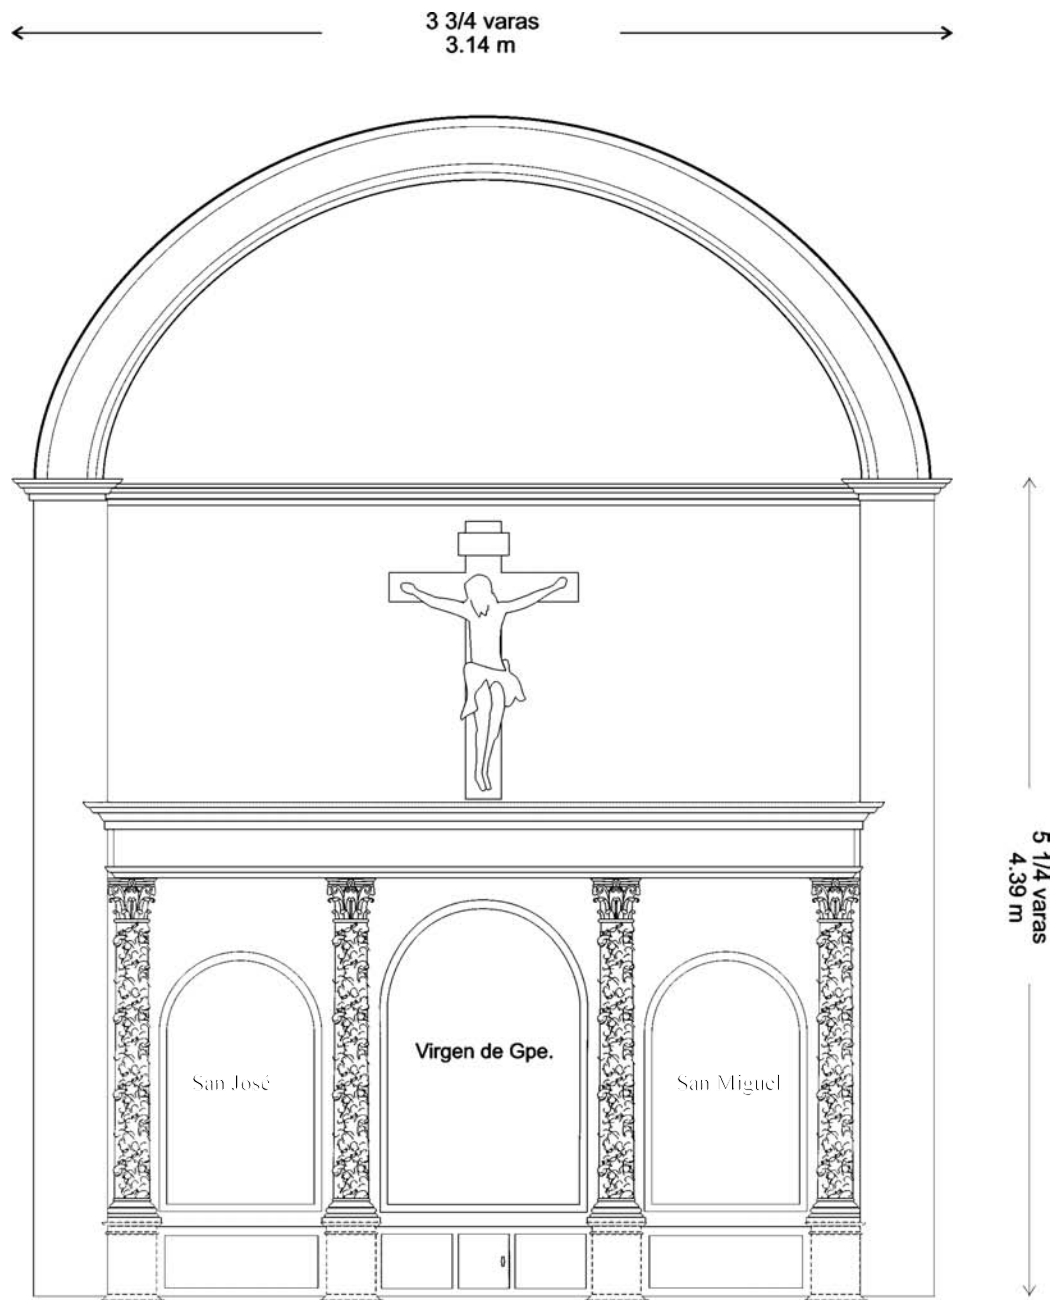 3 3/4 varas
3.14 m
5 1/4 varas
4.39 m
Virgen de Gpe.
San José
San Miguel